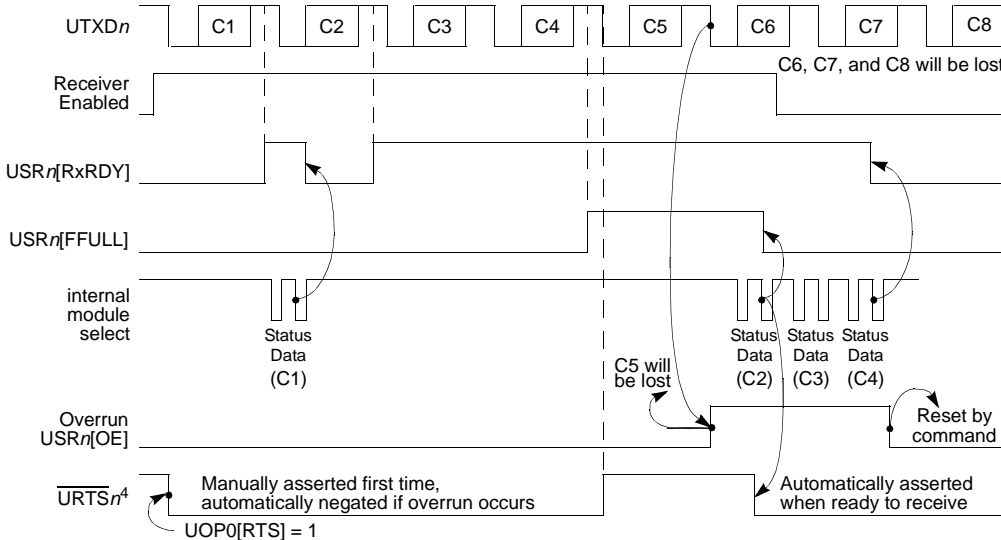 UTXDn
C1
C2
C3
C4
C5
C6
C7
C8
C6, C7, and C8 will be lost
Receiver
Enabled
USRn[RxRDY]
USRn[FFULL]
internal
module
select
Status
Data
(C1)
Status
Data
(C2)
Status
Data
(C3)
Status
Data
(C4)
C5 will
be lost
Overrun
USRn[OE]
Reset by
command
URTSn4
Manually asserted first time,
automatically negated if overrun occurs
Automatically asserted
when ready to receive
UOP0[RTS] = 1